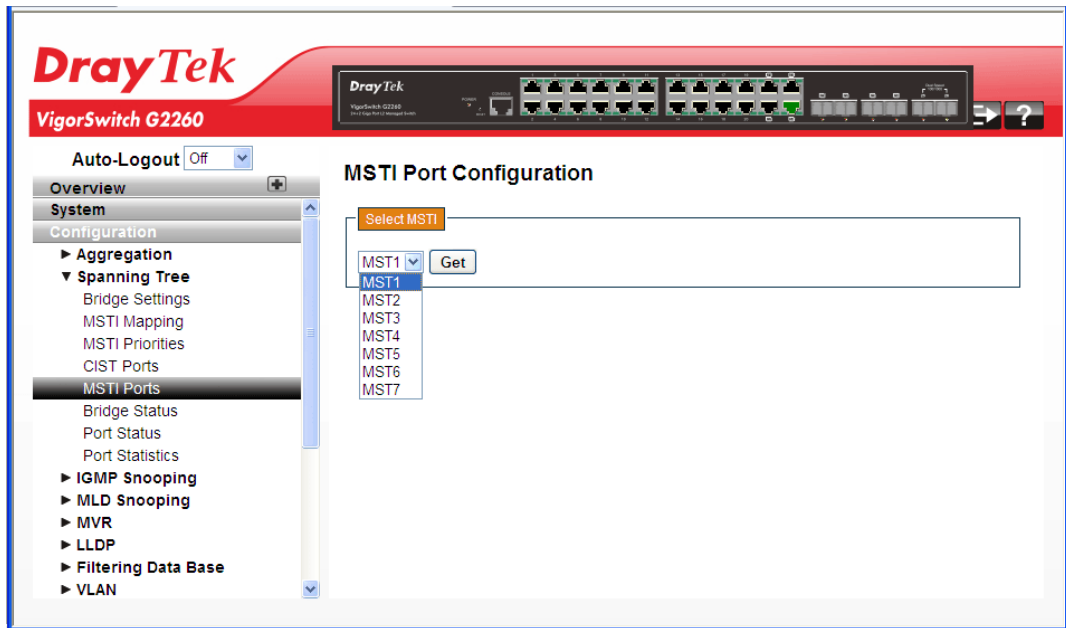 DrayTek
VigorSwitch G2260
DrayTek
VigorSwitch G2260
Auto-Logout Off
Overview
System
Configuration
► Aggregation
▼ Spanning Tree
Bridge Settings
MSTI Mapping
MSTI Priorities
CIST Ports
MSTI Ports
Bridge Status
Port Status
Port Statistics
► IGMP Snooping
► MLD Snooping
► MVR
► LLDP
► Filtering Data Base
► VLAN
?
MSTI Port Configuration
Select MSTI
MST1 Get
MST1
MST2
MST3
MST4
MST5
MST6
MST7